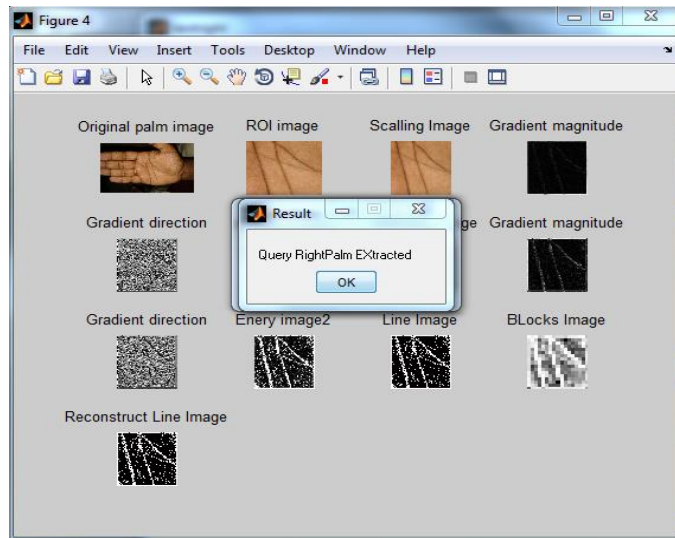 Figure 4
File Edit View Insert Tools Desktop Window Help
Original palm image ROI image Scalling Image Gradient magnitude
Gradient direction ge Gradient magnitude
Result
Query RightPalm EXtracted
OK
Gradient direction Enery image2 Line Image BLocks Image
Reconstruct Line Image